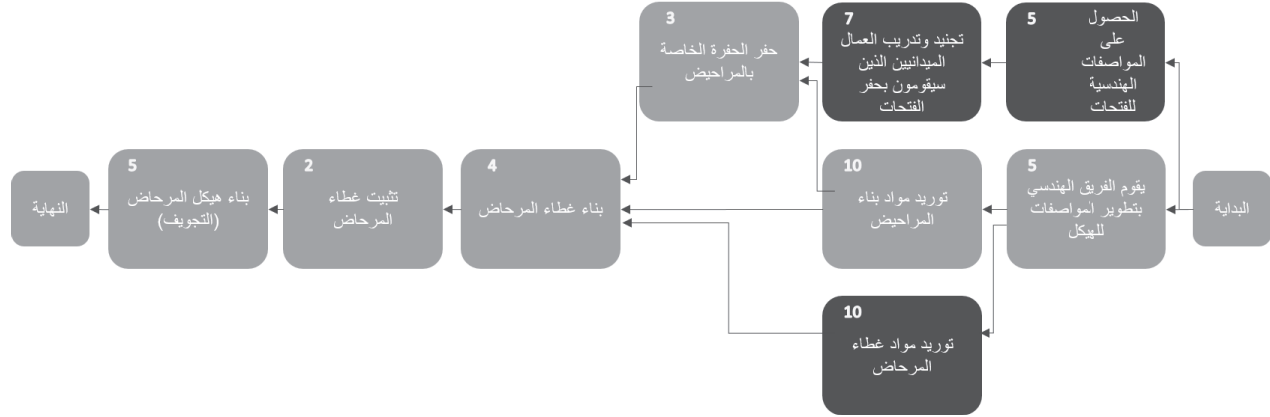 البداية
5
الحصول
على
المواصفات
الهندسية
للفتحات
5
يقوم الفريق الهندسي
بتطوير المواصفات
للهيكل
7
تجنيد وتدريب العمال
الميدانيين الذين
سيقومون بحفر
الفتحات
10
توريد مواد بناء
المراحيض
10
توريد مواد غطاء
المرحاض
3
حفر الحفرة الخاصة
بالمراحيض
4
بناء غطاء المرحاض
2
تثبيت غطاء
المرحاض
5
بناء هيكل المرحاض
(التجويف)
النهاية